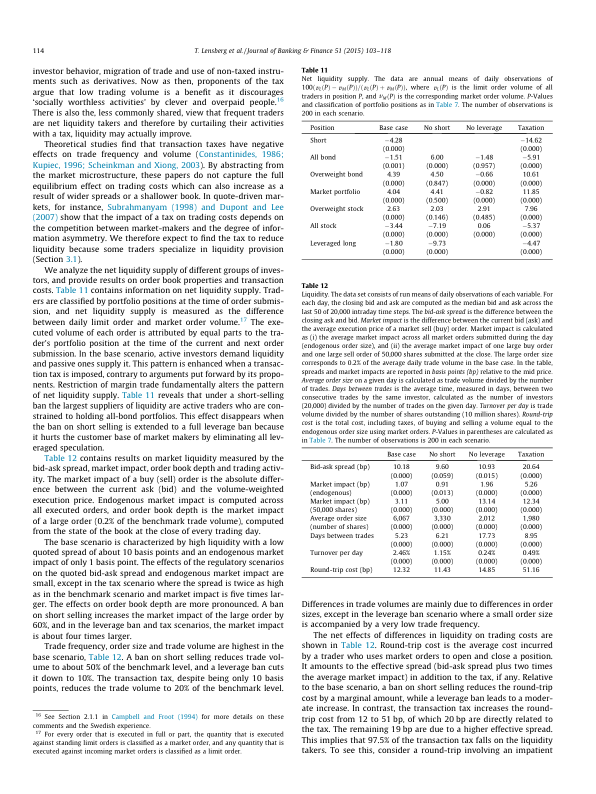 114
T. Lensberg et al. / Journal of Banking & Finance 51 (2015) 103–118
investor behavior, migration of trade and use of non-taxed instru-
ments such as derivatives. Now as then, proponents of the tax
argue that low trading volume is a benefit as it discourages
‘socially worthless activities’ by clever and overpaid people.16
There is also the, less commonly shared, view that frequent traders
are net liquidity takers and therefore by curtailing their activities
with a tax, liquidity may actually improve.
Theoretical studies find that transaction taxes have negative
effects on trade frequency and volume (Constantinides, 1986;
Kupiec, 1996; Scheinkman and Xiong, 2003). By abstracting from
the market microstructure, these papers do not capture the full
equilibrium effect on trading costs which can also increase as a
result of wider spreads or a shallower book. In quote-driven mar-
kets, for instance, Subrahmanyam (1998) and Dupont and Lee
(2007) show that the impact of a tax on trading costs depends on
the competition between market-makers and the degree of infor-
mation asymmetry. We therefore expect to find the tax to reduce
liquidity because some traders specialize in liquidity provision
(Section 3.1).
We analyze the net liquidity supply of different groups of inves-
tors, and provide results on order book properties and transaction
costs. Table 11 contains information on net liquidity supply. Trad-
ers are classified by portfolio positions at the time of order submis-
sion, and net liquidity supply is measured as the difference
between daily limit order and market order volume.17 The exe-
cuted volume of each order is attributed by equal parts to the tra-
der's portfolio position at the time of the current and next order
submission. In the base scenario, active investors demand liquidity
and passive ones supply it. This pattern is enhanced when a transac-
tion tax is imposed, contrary to arguments put forward by its propo-
nents. Restriction of margin trade fundamentally alters the pattern
of net liquidity supply. Table 11 reveals that under a short-selling
ban the largest suppliers of liquidity are active traders who are con-
strained to holding all-bond portfolios. This effect disappears when
the ban on short selling is extended to a full leverage ban because
it hurts the customer base of market makers by eliminating all lev-
eraged speculation.
Table 12 contains results on market liquidity measured by the
bid-ask spread, market impact, order book depth and trading activ-
ity. The market impact of a buy (sell) order is the absolute differ-
ence between the current ask (bid) and the volume-weighted
execution price. Endogenous market impact is computed across
all executed orders, and order book depth is the market impact
of a large order (0.2% of the benchmark trade volume), computed
from the state of the book at the close of every trading day.
The base scenario is characterized by high liquidity with a low
quoted spread of about 10 basis points and an endogenous market
impact of only 1 basis point. The effects of the regulatory scenarios
on the quoted bid-ask spread and endogenous market impact are
small, except in the tax scenario where the spread is twice as high
as in the benchmark scenario and market impact is five times lar-
ger. The effects on order book depth are more pronounced. A ban
on short selling increases the market impact of the large order by
60%, and in the leverage ban and tax scenarios, the market impact
is about four times larger.
Trade frequency, order size and trade volume are highest in the
base scenario, Table 12. A ban on short selling reduces trade vol-
ume to about 50% of the benchmark level, and a leverage ban cuts
it down to 10%. The transaction tax, despite being only 10 basis
points, reduces the trade volume to 20% of the benchmark level.
16 See Section 2.1.1 in Campbell and Froot (1994) for more details on these
comments and the Swedish experience.
17 For every order that is executed in full or part, the quantity that is executed
against standing limit orders is classified as a market order, and any quantity that is
executed against incoming market orders is classified as a limit order.
Table 11
Net liquidity supply. The data are annual means of daily observations of
100(νL(P) − νM(P))/(νL(P) + νM(P)), where νL(P) is the limit order volume of all
traders in position P, and νM(P) is the corresponding market order volume. P-Values
and classification of portfolio positions as in Table 7. The number of observations is
200 in each scenario.
Position Base case No short No leverage Taxation
Short −4.28 −14.62
(0.000) (0.000)
All bond −1.51 6.00 −1.48 −5.91
(0.001) (0.000) (0.957) (0.000)
Overweight bond 4.39 4.50 −0.66 10.61
(0.000) (0.847) (0.000) (0.000)
Market portfolio 4.04 4.41 −0.82 11.85
(0.000) (0.500) (0.000) (0.000)
Overweight stock 2.63 2.03 2.91 7.96
(0.000) (0.146) (0.485) (0.000)
All stock −3.44 −7.19 0.06 −5.37
(0.000) (0.000) (0.000) (0.000)
Leveraged long −1.80 −9.73 −4.47
(0.000) (0.000) (0.000)
Table 12
Liquidity. The data set consists of run means of daily observations of each variable. For
each day, the closing bid and ask are computed as the median bid and ask across the
last 50 of 20,000 intraday time steps. The bid-ask spread is the difference between the
closing ask and bid. Market impact is the difference between the current bid (ask) and
the average execution price of a market sell (buy) order. Market impact is calculated
as (i) the average market impact across all market orders submitted during the day
(endogenous order size), and (ii) the average market impact of one large buy order
and one large sell order of 50,000 shares submitted at the close. The large order size
corresponds to 0.2% of the average daily trade volume in the base case. In the table,
spreads and market impacts are reported in basis points (bp) relative to the mid price.
Average order size on a given day is calculated as trade volume divided by the number
of trades. Days between trades is the average time, measured in days, between two
consecutive trades by the same investor, calculated as the number of investors
(20,000) divided by the number of trades on the given day. Turnover per day is trade
volume divided by the number of shares outstanding (10 million shares). Round-trip
cost is the total cost, including taxes, of buying and selling a volume equal to the
endogenous order size using market orders. P-Values in parentheses are calculated as
in Table 7. The number of observations is 200 in each scenario.
Base case No short No leverage Taxation
Bid-ask spread (bp) 10.18 9.60 10.93 20.64
(0.000) (0.059) (0.015) (0.000)
Market impact (bp) 1.07 0.91 1.96 5.26
(endogenous) (0.000) (0.013) (0.000) (0.000)
Market impact (bp) 3.11 5.00 13.14 12.34
(50,000 shares) (0.000) (0.000) (0.000) (0.000)
Average order size 6,067 3,330 2,012 1,980
(number of shares) (0.000) (0.000) (0.000) (0.000)
Days between trades 5.23 6.21 17.73 8.95
(0.000) (0.000) (0.000) (0.000)
Turnover per day 2.46% 1.15% 0.24% 0.49%
(0.000) (0.000) (0.000) (0.000)
Round-trip cost (bp) 12.32 11.43 14.85 51.16
Differences in trade volumes are mainly due to differences in order
sizes, except in the leverage ban scenario where a small order size
is accompanied by a very low trade frequency.
The net effects of differences in liquidity on trading costs are
shown in Table 12. Round-trip cost is the average cost incurred
by a trader who uses market orders to open and close a position.
It amounts to the effective spread (bid-ask spread plus two times
the average market impact) in addition to the tax, if any. Relative
to the base scenario, a ban on short selling reduces the round-trip
cost by a marginal amount, while a leverage ban leads to a moder-
ate increase. In contrast, the transaction tax increases the round-
trip cost from 12 to 51 bp, of which 20 bp are directly related to
the tax. The remaining 19 bp are due to a higher effective spread.
This implies that 97.5% of the transaction tax falls on the liquidity
takers. To see this, consider a round-trip involving an impatient